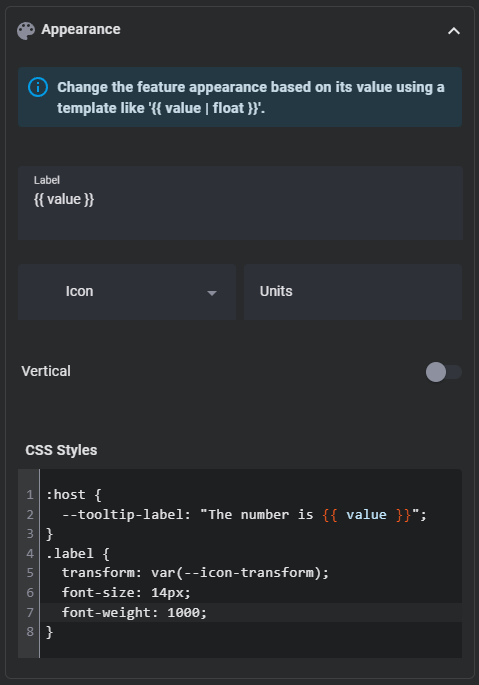 Appearance
Change the feature appearance based on its value using a
template like '{{ value | float }}'.
Label
{{ value }}
Icon
Units
Vertical
CSS Styles
1 :host {
2   --tooltip-label: "The number is {{ value }}";
3 }
4 .label {
5   transform: var(--icon-transform);
6   font-size: 14px;
7   font-weight: 1000;
8 }